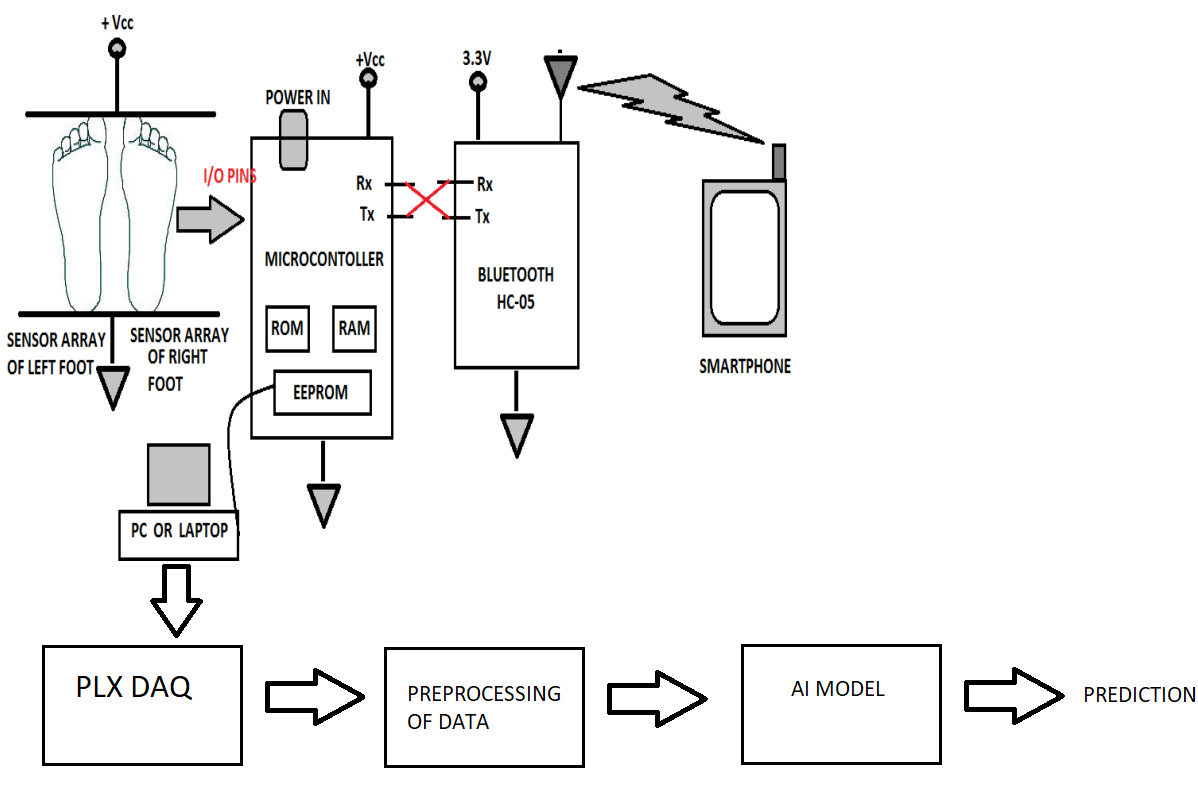 + Vcc
+Vcc
3.3V
POWER IN
I/O PINS
Rx
Rx
Tx
Tx
MICROCONTOLLER
BLUETOOTH
HC-05
ROM
RAM
SENSOR ARRAY
OF LEFT FOOT
SENSOR ARRAY
OF RIGHT
FOOT
SMARTPHONE
EEPROM
PC OR LAPTOP
PLX DAQ
PREPROCESSING
OF DATA
AI MODEL
PREDICTION